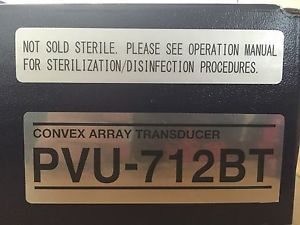 NOT SOLD STERILE. PLEASE SEE OPERATION MANUAL
FOR STERILIZATION/DISINFECTION PROCEDURES.
CONVEX ARRAY TRANSDUCER
PVU-712BT